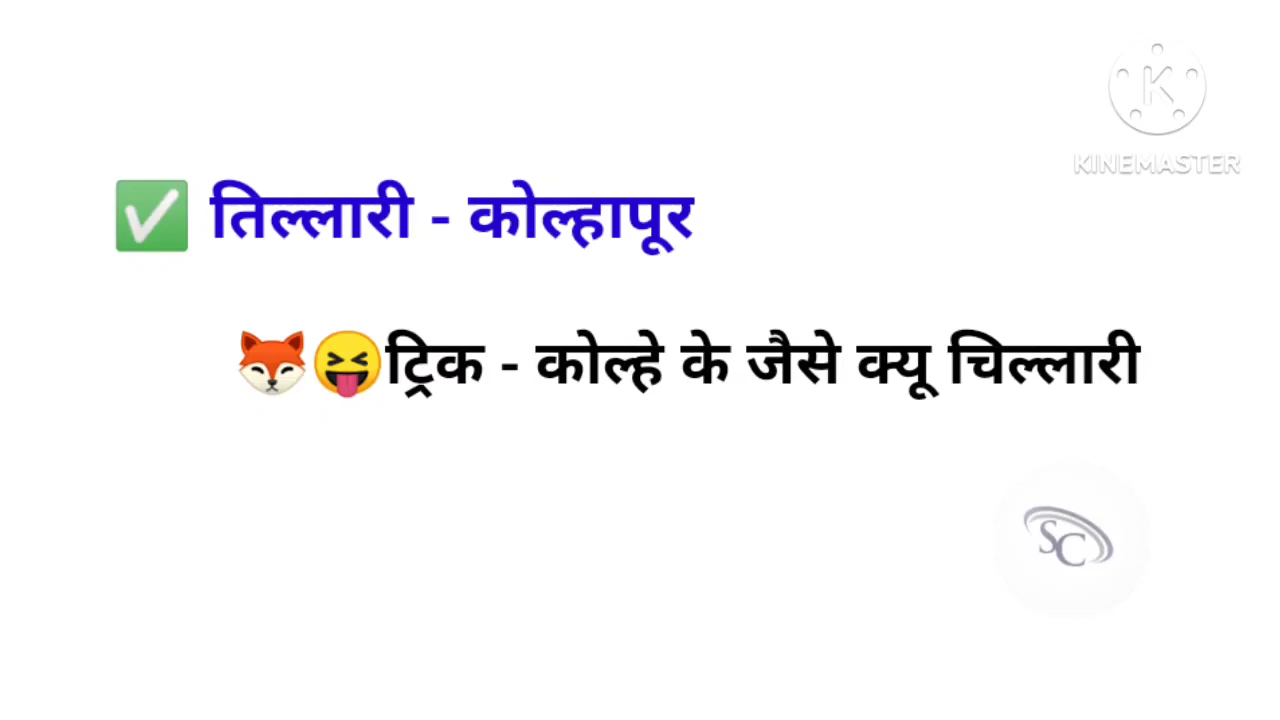 KINEMASTER
✅ तिल्लारी - कोल्हापूर
🦊😝ट्रिक - कोल्हे के जैसे क्यू चिल्लारी
SC